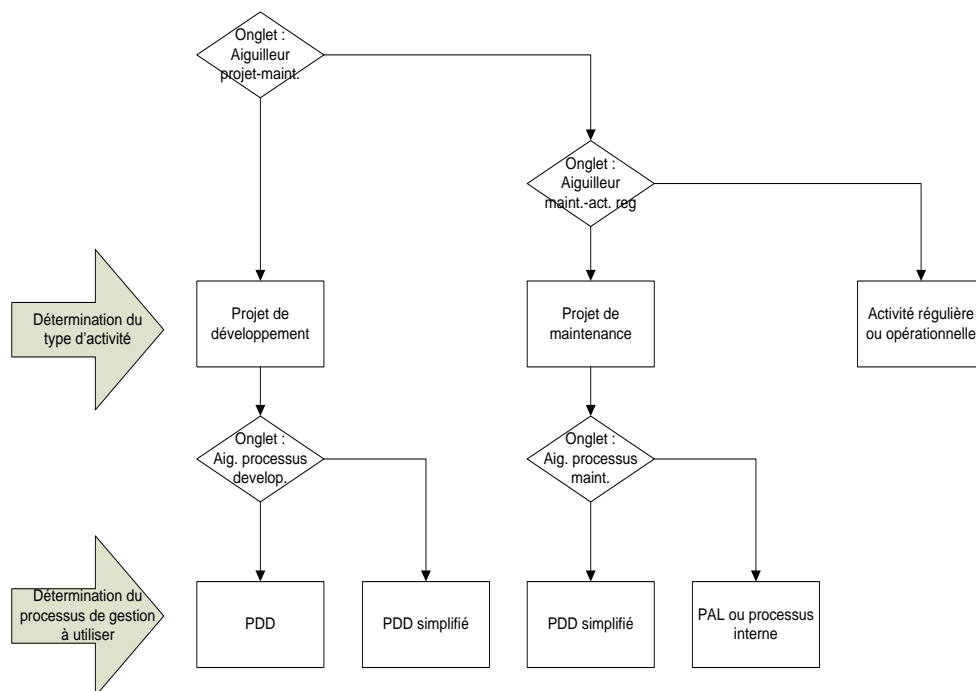 Onglet :
Aiguilleur
projet-maint.
Onglet :
Aiguilleur
maint.-act. reg
Détermination du
type d'activité
Projet de
développement
Projet de
maintenance
Activité régulière
ou opérationnelle
Onglet :
Aig. processus
develop.
Onglet :
Aig. processus
maint.
Détermination du
processus de gestion
à utiliser
PDD
PDD simplifié
PDD simplifié
PAL ou processus
interne